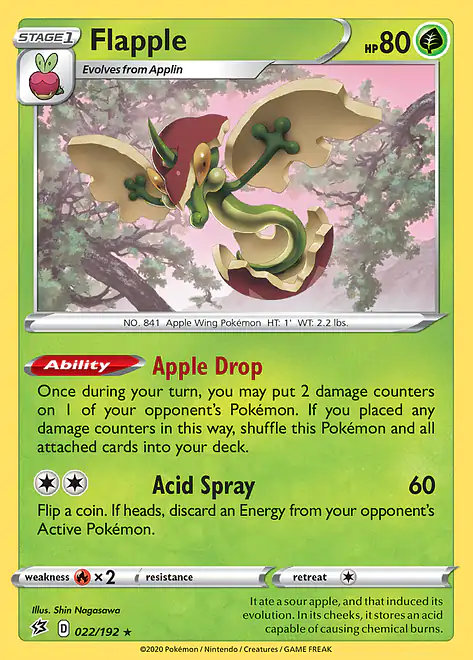 STAGE 1 Flapple HP 80
Evolves from Applin
NO. 841 Apple Wing Pokémon HT: 1' WT: 2.2 lbs.
Ability Apple Drop
Once during your turn, you may put 2 damage counters
on 1 of your opponent's Pokémon. If you placed any
damage counters in this way, shuffle this Pokémon and all
attached cards into your deck.
Acid Spray 60
Flip a coin. If heads, discard an Energy from your opponent's
Active Pokémon.
weakness ×2 resistance retreat
Illus. Shin Nagasawa
D 022/192 ★
It ate a sour apple, and that induced its
evolution. In its cheeks, it stores an acid
capable of causing chemical burns.
©2020 Pokémon / Nintendo / Creatures / GAME FREAK